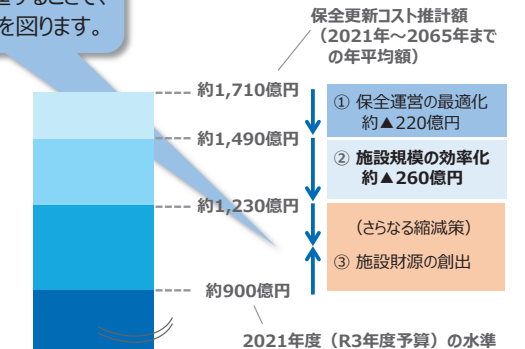 ることで、
を図ります。
保全更新コスト推計額
（2021年～2065年まで
の年平均額）
約1,710億円
① 保全運営の最適化
約▲220億円
約1,490億円
② 施設規模の効率化
約▲260億円
約1,230億円
（さらなる縮減策）
③ 施設財源の創出
約900億円
2021年度（R3年度予算）の水準